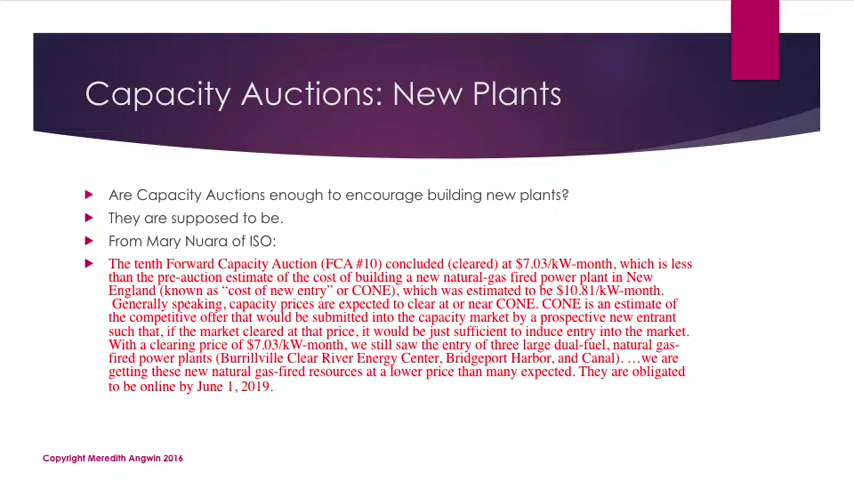 Capacity Auctions: New Plants
Are Capacity Auctions enough to encourage building new plants?
They are supposed to be.
From Mary Nuara of ISO:
The tenth Forward Capacity Auction (FCA #10) concluded (cleared) at $7.03/kW-month, which is less
than the pre-auction estimate of the cost of building a new natural-gas fired power plant in New
England (known as “cost of new entry” or CONE), which was estimated to be $10.81/kW-month.
Generally speaking, capacity prices are expected to clear at or near CONE. CONE is an estimate of
the competitive offer that would be submitted into the capacity market by a prospective new entrant
such that, if the market cleared at that price, it would be just sufficient to induce entry into the market.
With a clearing price of $7.03/kW-month, we still saw the entry of three large dual-fuel, natural gas-
fired power plants (Burrillville Clear River Energy Center, Bridgeport Harbor, and Canal). …we are
getting these new natural gas-fired resources at a lower price than many expected. They are obligated
to be online by June 1, 2019.
Copyright Meredith Angwin 2016